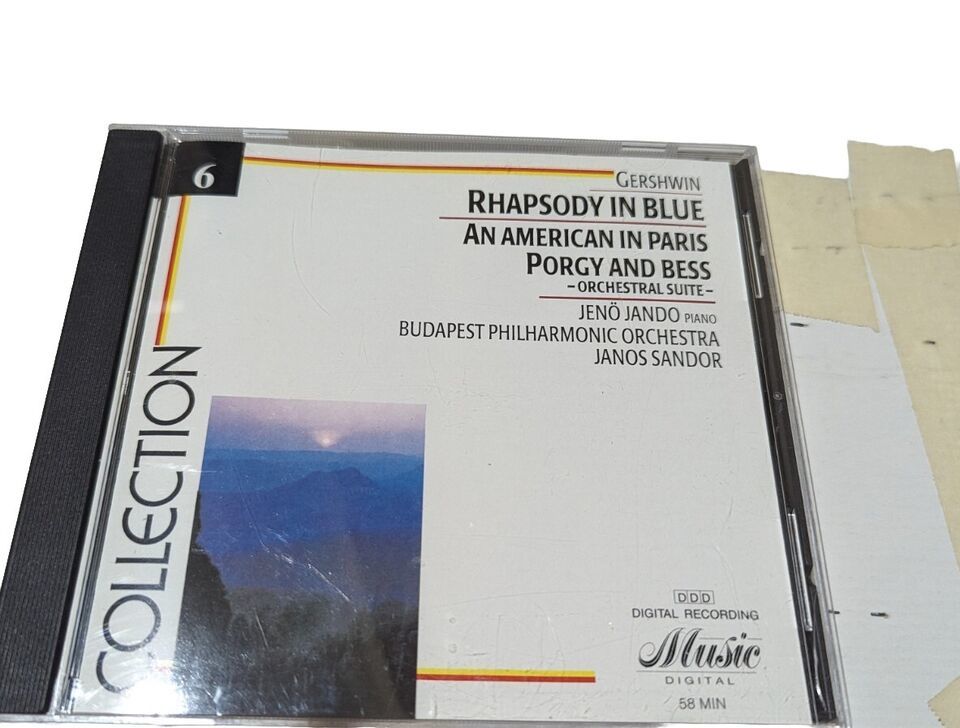 6
GERSHWIN
RHAPSODY IN BLUE
AN AMERICAN IN PARIS
PORGY AND BESS
– ORCHESTRAL SUITE –
JENÖ JANDO PIANO
BUDAPEST PHILHARMONIC ORCHESTRA
JANOS SANDOR
COLLECTION
DDD
DIGITAL RECORDING
Music
DIGITAL
58 MIN